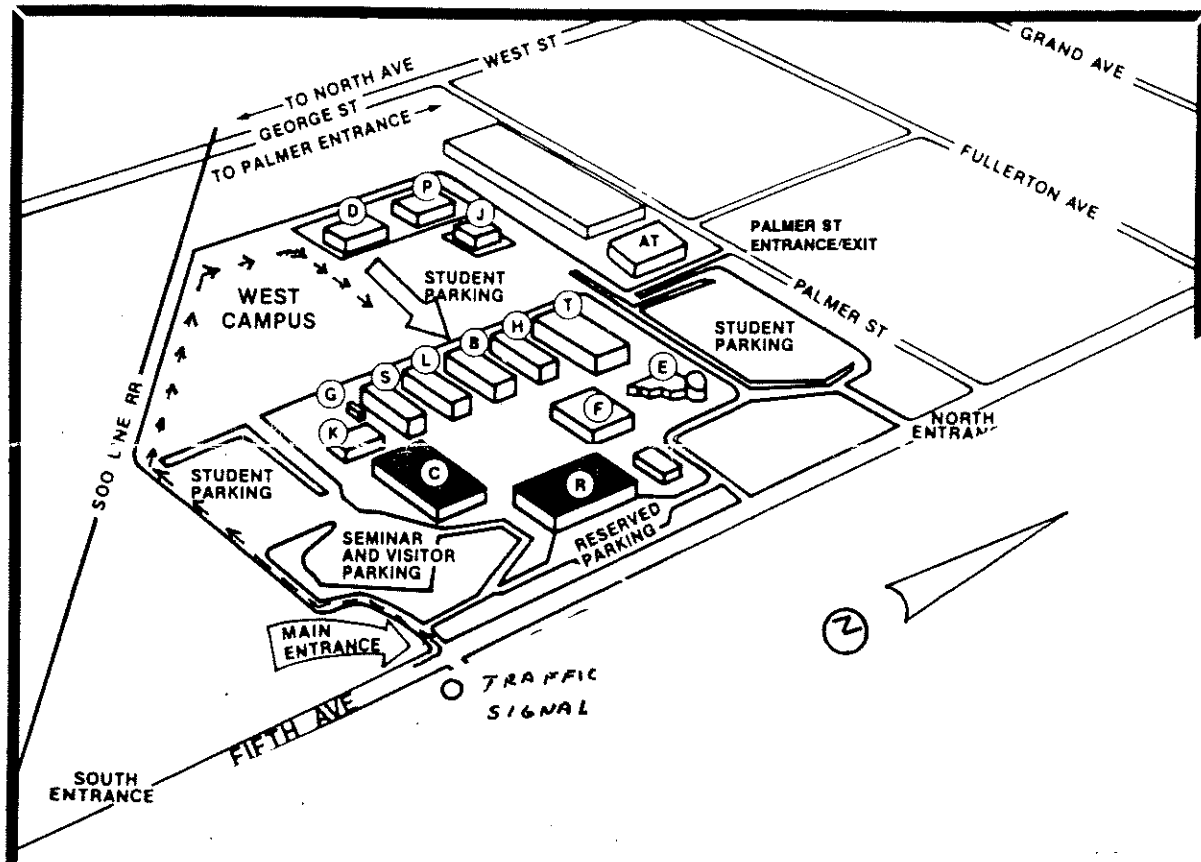 GRAND AVE
WEST ST
TO NORTH AVE
GEORGE ST
TO PALMER ENTRANCE
FULLERTON AVE
P
D
J
AT
PALMER ST
ENTRANCE/EXIT
STUDENT
PARKING
WEST
CAMPUS
PALMER ST
T
STUDENT
PARKING
H
B
L
E
S
G
F
K
NORTH
ENTRANC
SOO LINE RR
STUDENT
PARKING
C
R
RESERVED
PARKING
SEMINAR
AND VISITOR
PARKING
MAIN
ENTRANCE
N
TRAFFIC
SIGNAL
FIFTH AVE
SOUTH
ENTRANCE